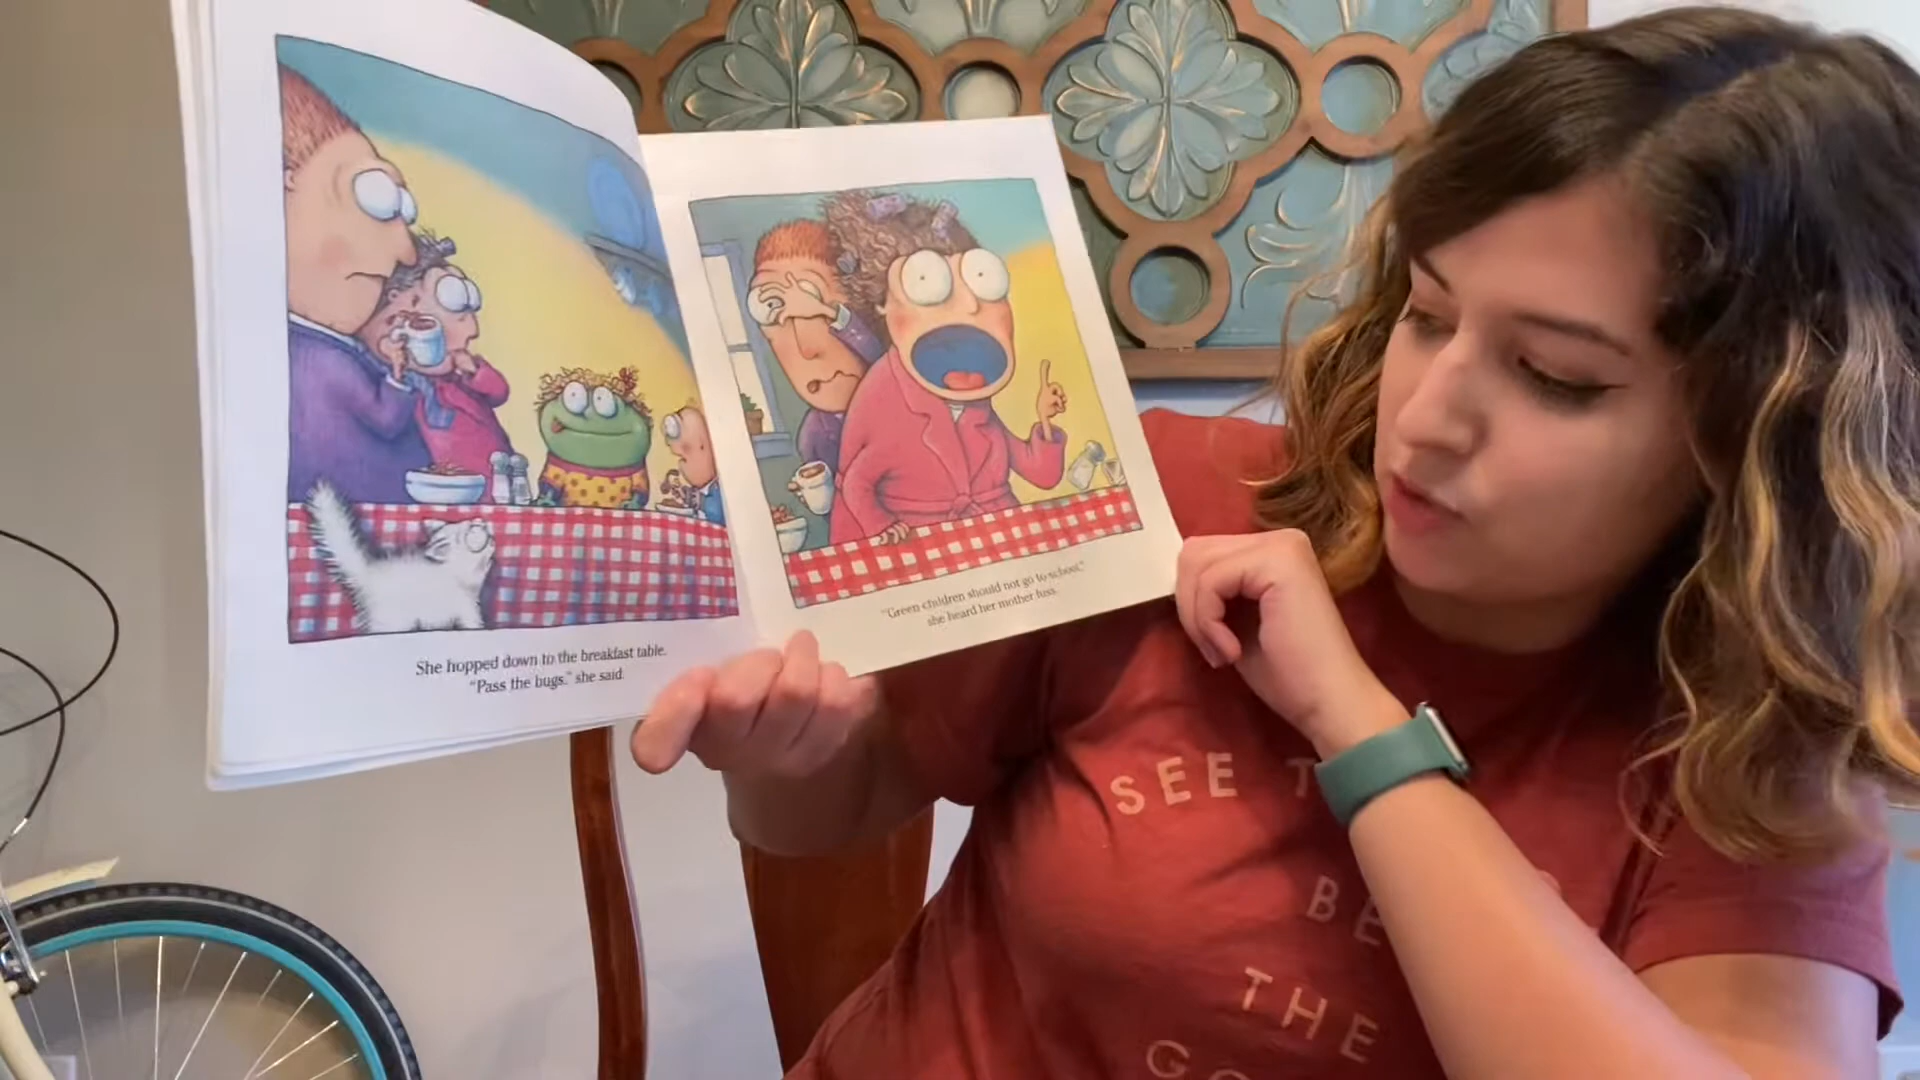 She hopped down to the breakfast table.
"Pass the bugs." she said.
"Green children should not go to school."
she heard her mother fuss.
SEE
BE
THE